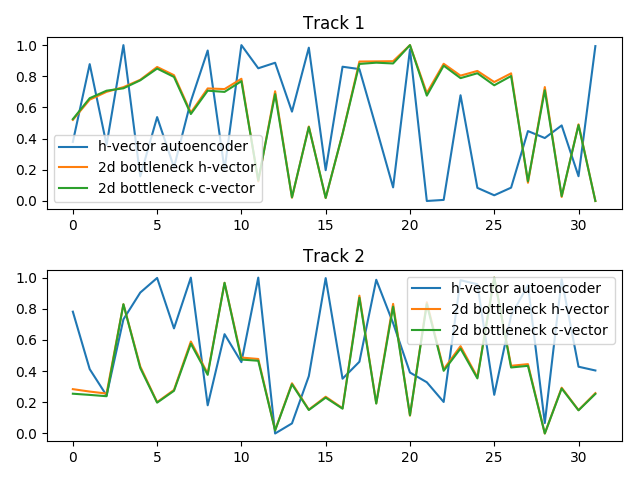 Track 1
1.0
0.8
0.6
0.4
0.2
0.0
h-vector autoencoder
2d bottleneck h-vector
2d bottleneck c-vector
0 5 10 15 20 25 30
Track 2
1.0
0.8
0.6
0.4
0.2
0.0
h-vector autoencoder
2d bottleneck h-vector
2d bottleneck c-vector
0 5 10 15 20 25 30